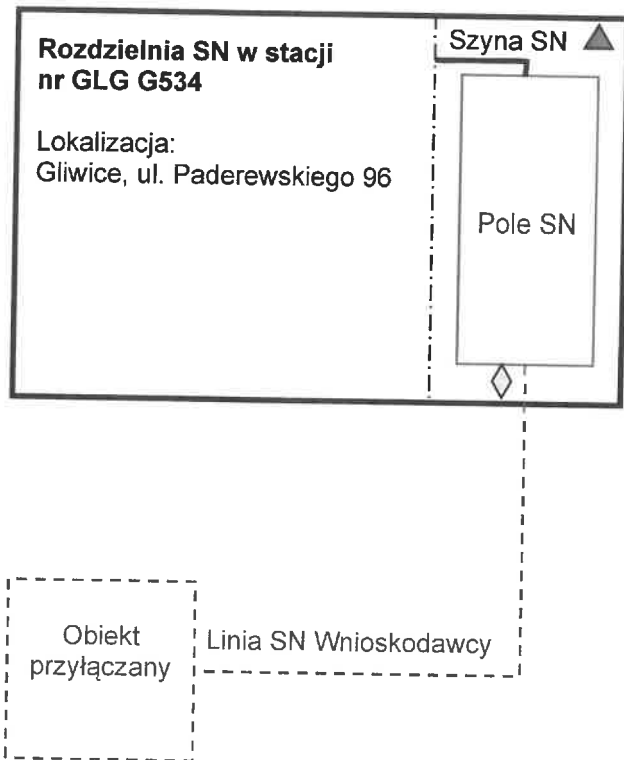 Rozdzielnia SN w stacji
nr GLG G534
Lokalizacja:
Gliwice, ul. Paderewskiego 96
Szyna SN
Pole SN
Obiekt
przyłączany
Linia SN Wnioskodawcy